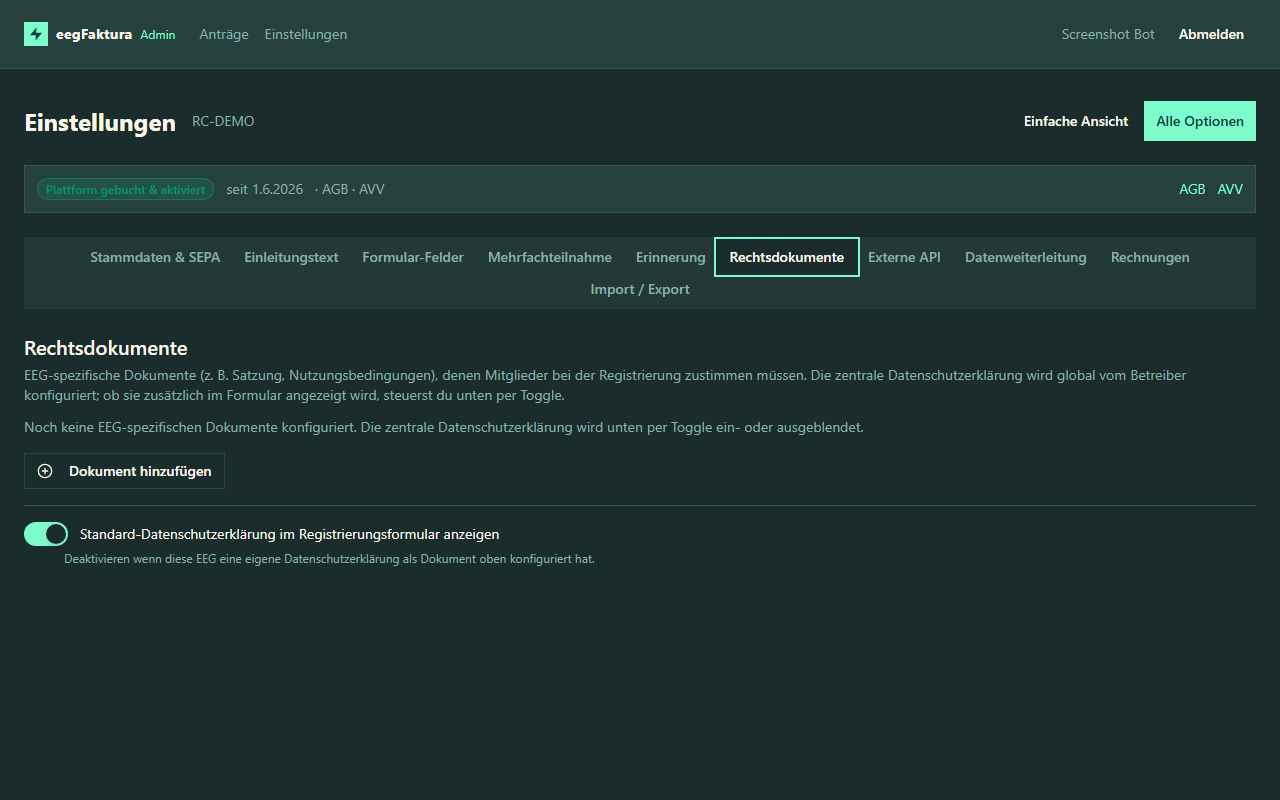 eegFaktura Admin Anträge Einstellungen Screenshot Bot Abmelden
Einstellungen RC-DEMO Einfache Ansicht Alle Optionen
Plattform gebucht & aktiviert seit 1.6.2026 · AGB · AVV AGB AVV
Stammdaten & SEPA Einleitungstext Formular-Felder Mehrfachteilnahme Erinnerung Rechtsdokumente Externe API Datenweiterleitung Rechnungen
Import / Export
Rechtsdokumente
EEG-spezifische Dokumente (z. B. Satzung, Nutzungsbedingungen), denen Mitglieder bei der Registrierung zustimmen müssen. Die zentrale Datenschutzerklärung wird global vom Betreiber
konfiguriert; ob sie zusätzlich im Formular angezeigt wird, steuerst du unten per Toggle.
Noch keine EEG-spezifischen Dokumente konfiguriert. Die zentrale Datenschutzerklärung wird unten per Toggle ein- oder ausgeblendet.
Dokument hinzufügen
Standard-Datenschutzerklärung im Registrierungsformular anzeigen
Deaktivieren wenn diese EEG eine eigene Datenschutzerklärung als Dokument oben konfiguriert hat.